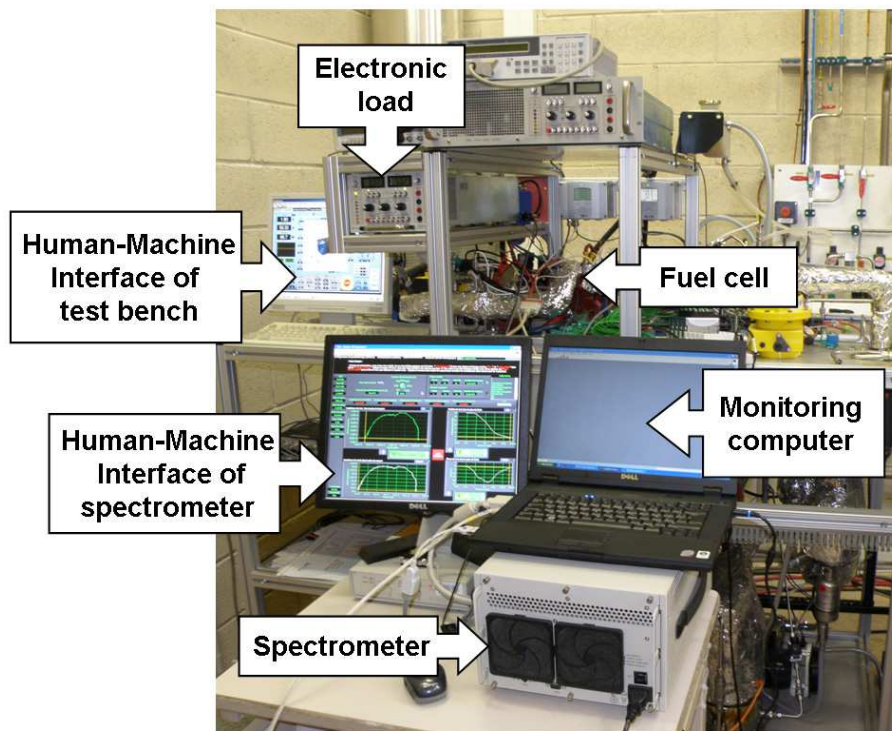 Electronic
load
Human-Machine
Interface of
test bench
Fuel cell
Human-Machine
Interface of
spectrometer
Monitoring
computer
DELL
DELL
Spectrometer